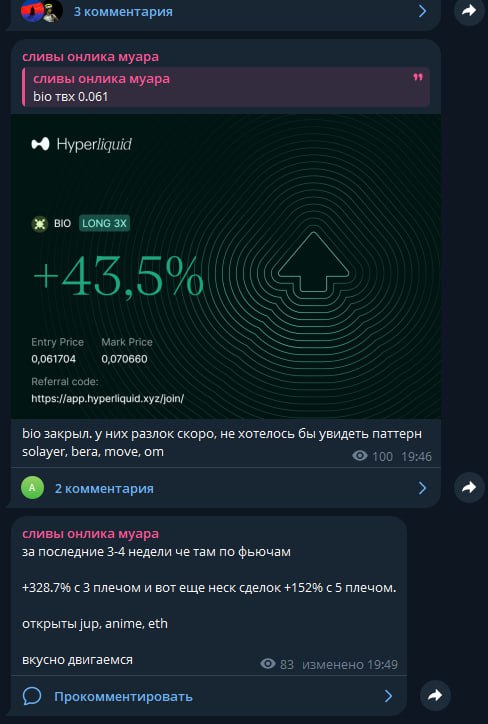 3 комментария
сливы онлика муара
сливы онлика муара
bio твх 0.061
Hyperliquid
BIO LONG 3X
+43,5%
Entry Price Mark Price
0,061704 0,070660
Referral code:
https://app.hyperliquid.xyz/join/
bio закрыл. у них разлок скоро, не хотелось бы увидеть паттерн
solayer, bera, move, om
100 19:46
A 2 комментария
сливы онлика муара
за последние 3-4 недели че там по фьючам
+328.7% с 3 плечом и вот еще неск сделок +152% с 5 плечом.
открыты jup, anime, eth
вкусно двигаемся
83 изменено 19:49
Прокомментировать